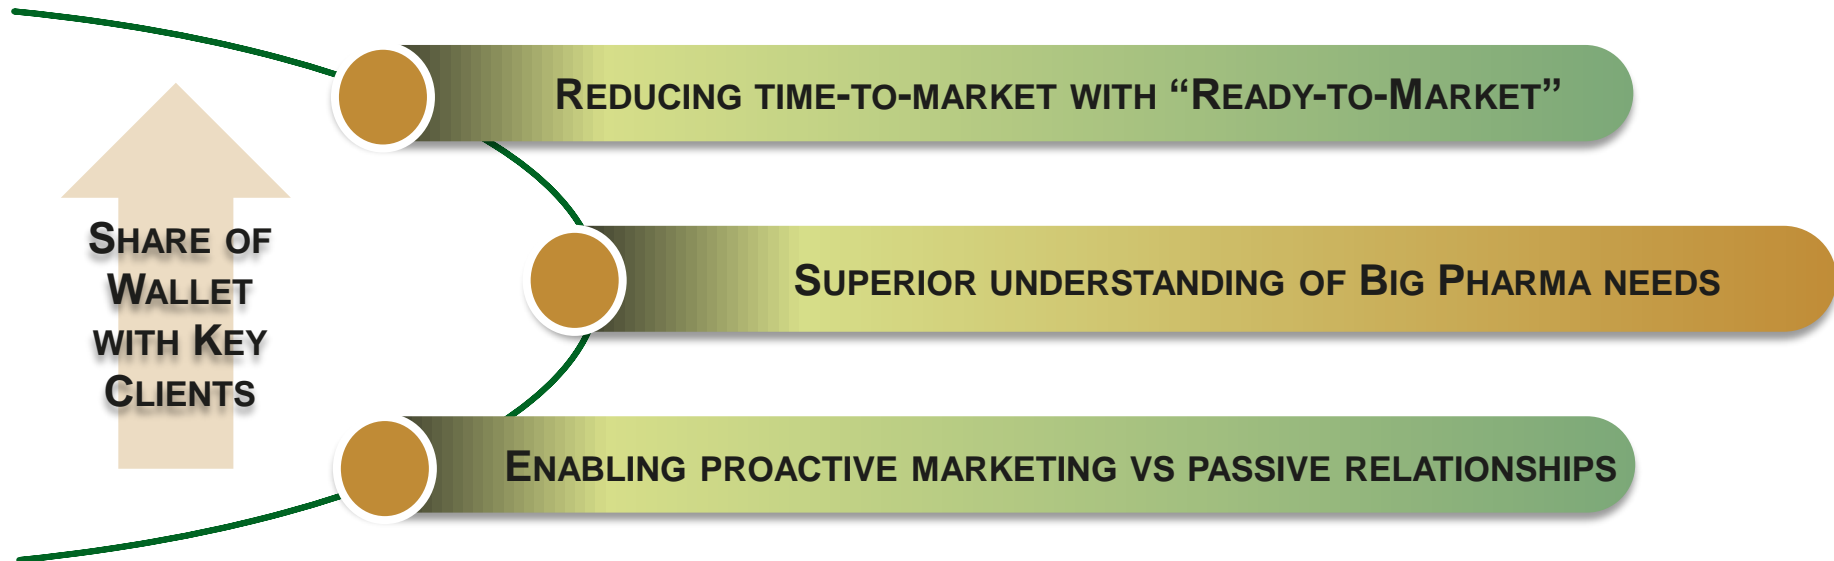 Reducing time-to-market with “Ready-to-Market”
Share of
Wallet
with Key
Clients
Superior understanding of Big Pharma needs
Enabling proactive marketing vs passive relationships